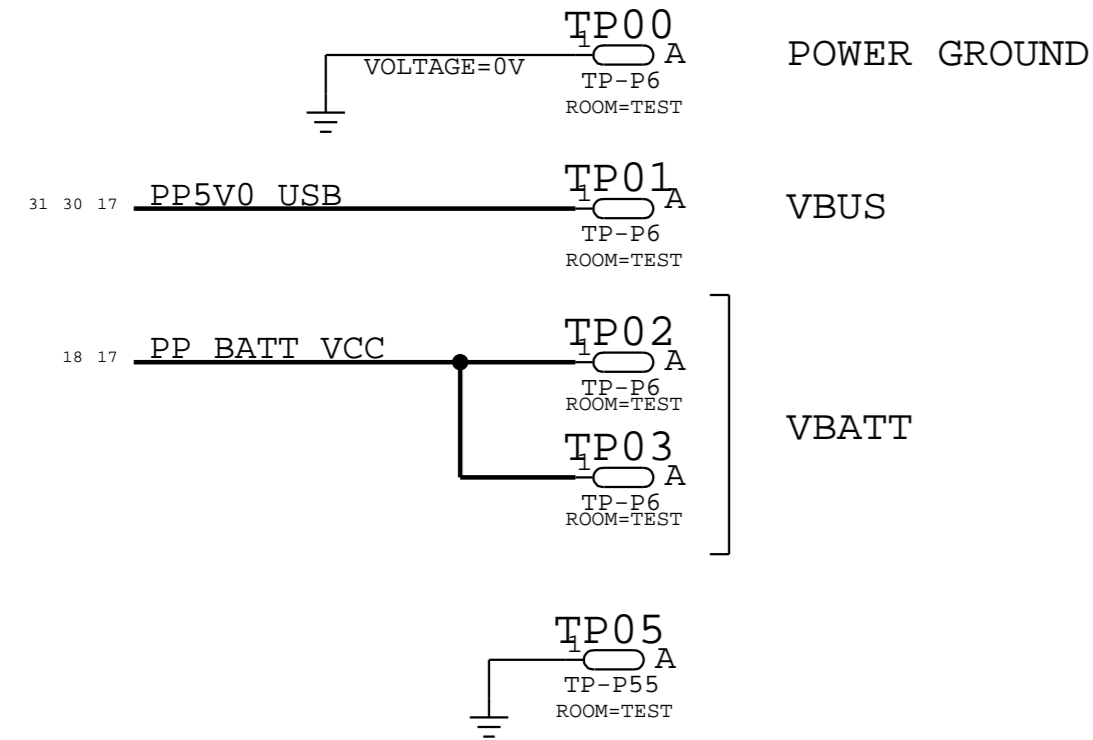 TP00
1 A
VOLTAGE=0V
TP-P6
ROOM=TEST
POWER GROUND
TP01
31 30 17 PP5V0 USB 1 A
TP-P6
ROOM=TEST
VBUS
TP02
18 17 PP BATT VCC 1 A
TP-P6
ROOM=TEST
TP03
1 A
TP-P6
ROOM=TEST
VBATT
TP05
1 A
TP-P55
ROOM=TEST